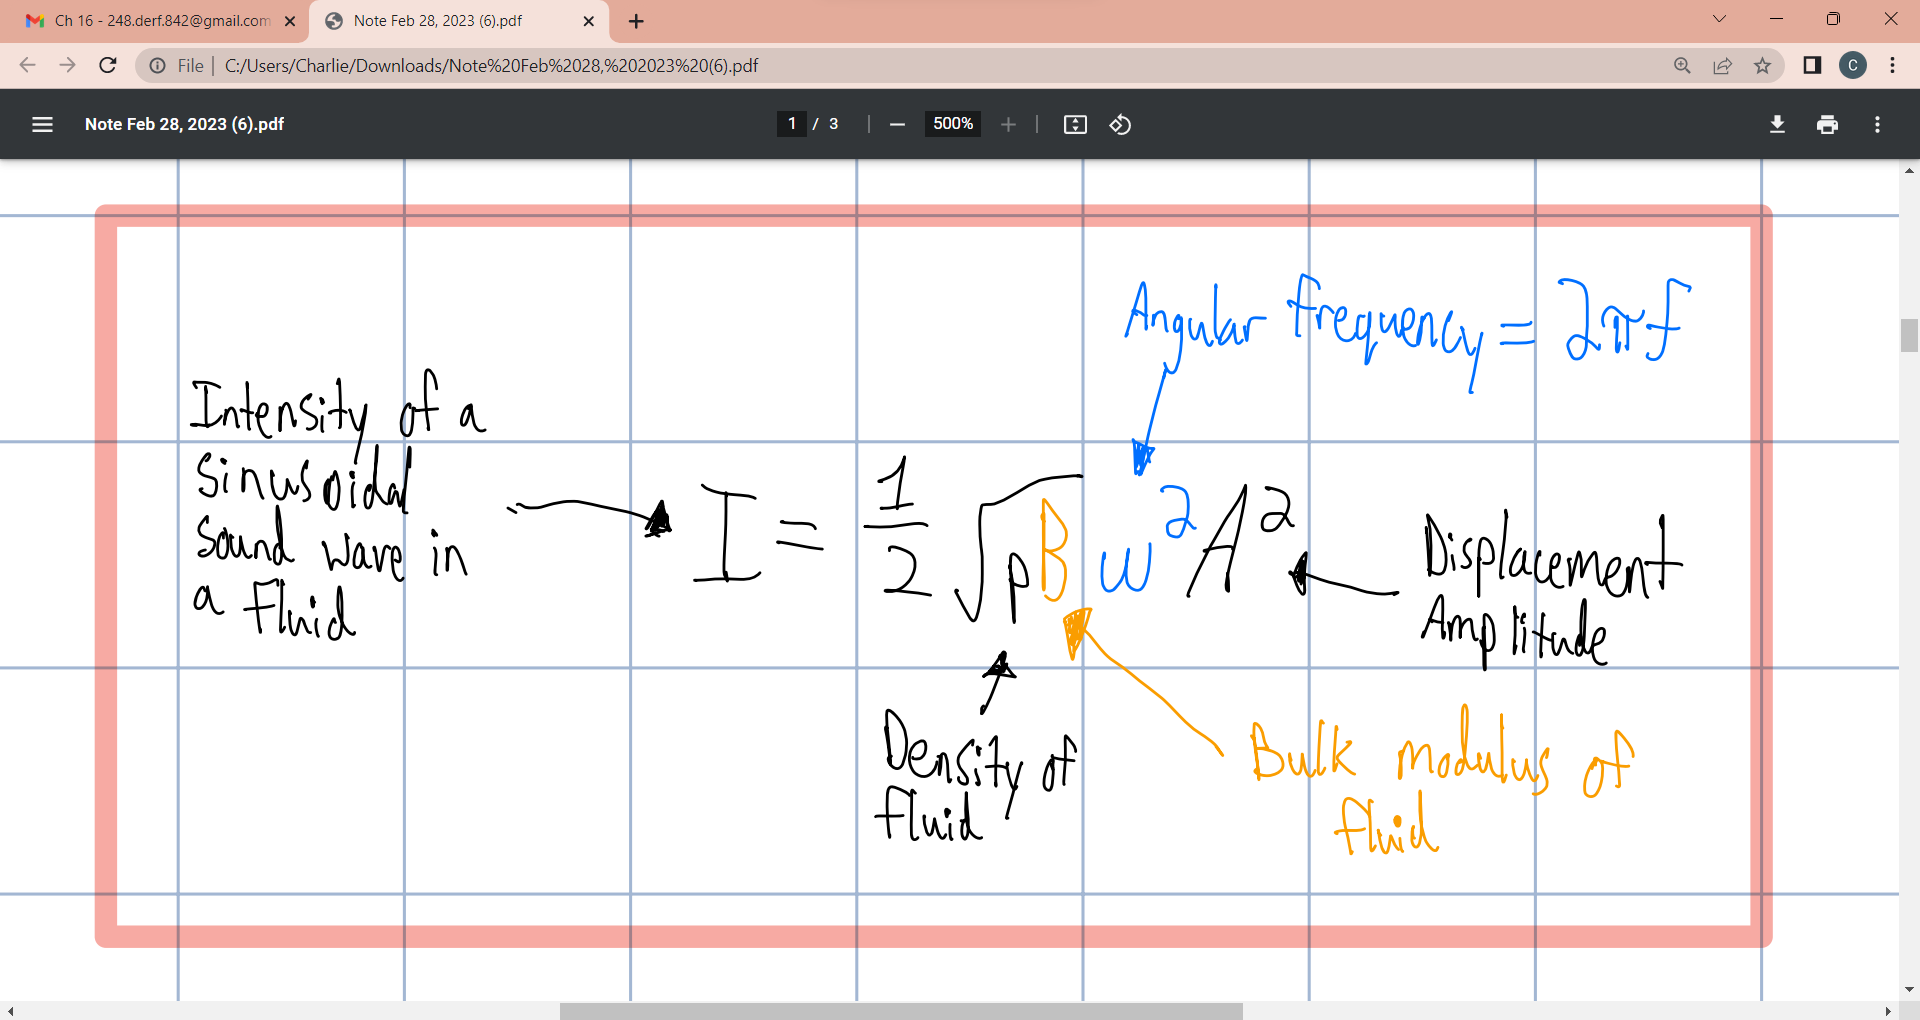 Ch 16 - 248.derf.842@gmail.com
Note Feb 28, 2023 (6).pdf
File | C:/Users/Charlie/Downloads/Note%20Feb%2028,%202023%20(6).pdf
C
Note Feb 28, 2023 (6).pdf
1 / 3
500%
Angular frequency = 2πf
Intensity of a
sinusoidal
sound wave in
a fluid
I = 1/2 √ρB ω²A²
Displacement
Amplitude
Density of
fluid
Bulk modulus of
fluid